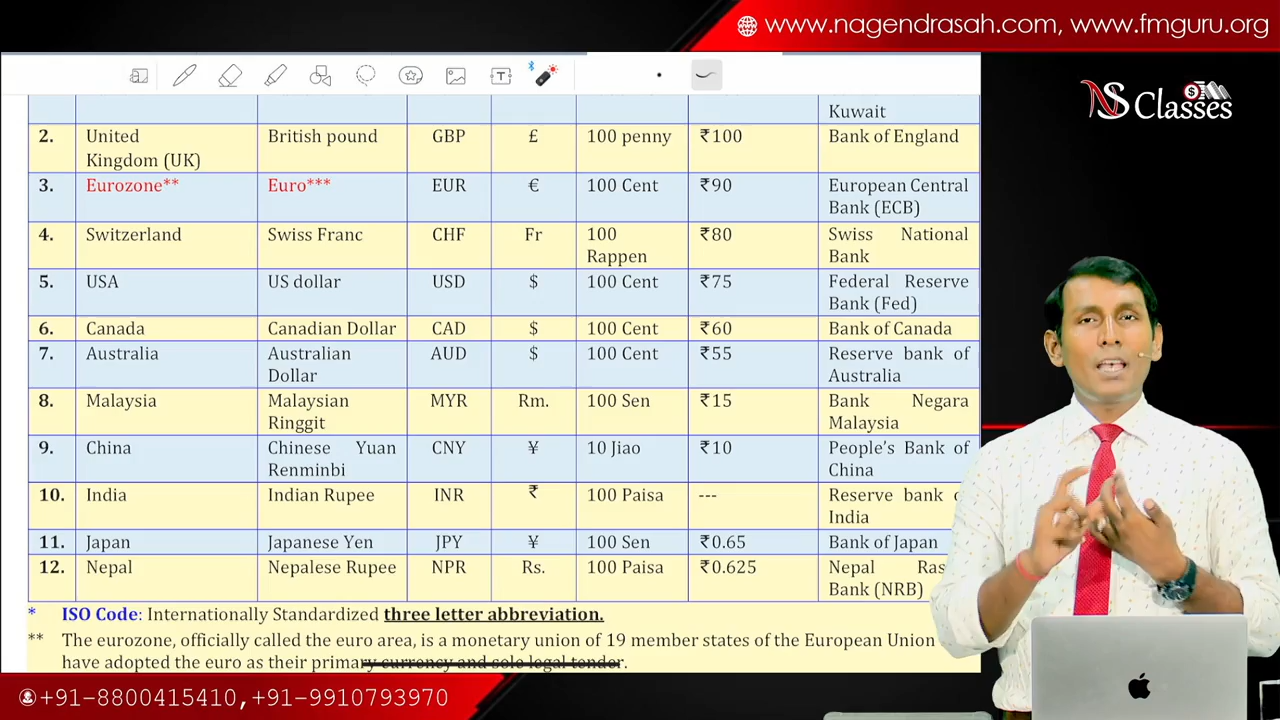 www.nagendrasah.com, www.fmguru.org
NS Classes
T
Kuwait
2. United Kingdom (UK) British pound GBP £ 100 penny ₹100 Bank of England
3. Eurozone** Euro*** EUR € 100 Cent ₹90 European Central Bank (ECB)
4. Switzerland Swiss Franc CHF Fr 100 Rappen ₹80 Swiss National Bank
5. USA US dollar USD $ 100 Cent ₹75 Federal Reserve Bank (Fed)
6. Canada Canadian Dollar CAD $ 100 Cent ₹60 Bank of Canada
7. Australia Australian Dollar AUD $ 100 Cent ₹55 Reserve bank of Australia
8. Malaysia Malaysian Ringgit MYR Rm. 100 Sen ₹15 Bank Negara Malaysia
9. China Chinese Yuan Renminbi CNY ¥ 10 Jiao ₹10 People's Bank of China
10. India Indian Rupee INR ₹ 100 Paisa --- Reserve bank India
11. Japan Japanese Yen JPY ¥ 100 Sen ₹0.65 Bank of Japan
12. Nepal Nepalese Rupee NPR Rs. 100 Paisa ₹0.625 Nepal Bank (NRB)
* ISO Code: Internationally Standardized three letter abbreviation.
** The eurozone, officially called the euro area, is a monetary union of 19 member states of the European Union
have adopted the euro as their primary currency and sole legal tender.
+91-8800415410,+91-9910793970